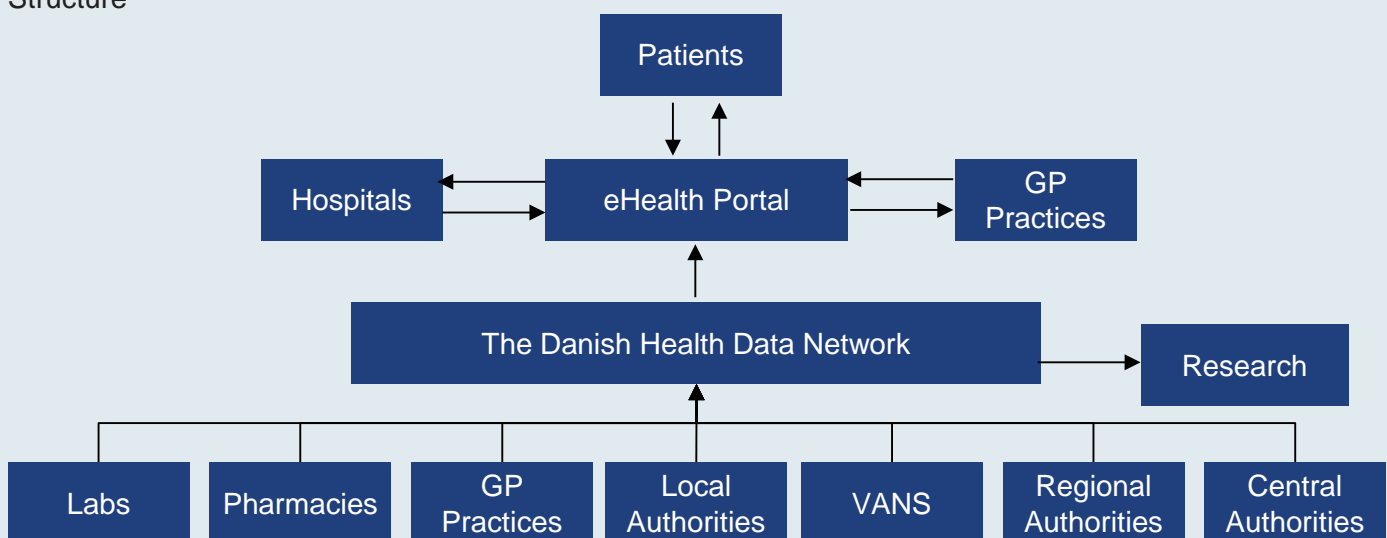 Structure
Patients
Hospitals
eHealth Portal
GP
Practices
The Danish Health Data Network
Research
Labs
Pharmacies
GP
Practices
Local
Authorities
VANS
Regional
Authorities
Central
Authorities